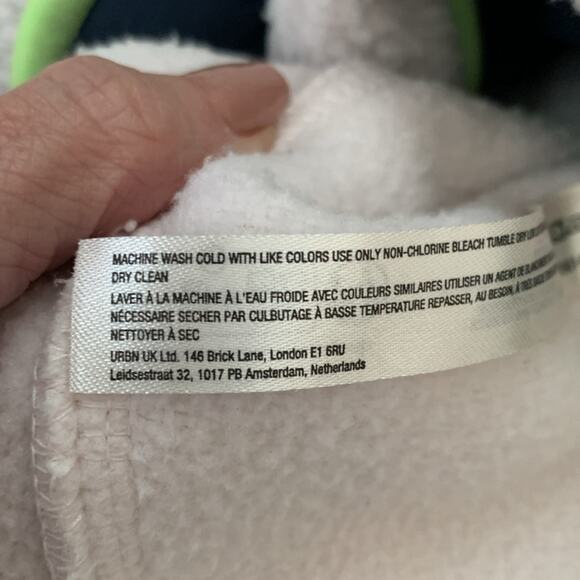 MACHINE WASH COLD WITH LIKE COLORS USE ONLY NON-CHLORINE BLEACH TUMBLE DRY LOW
DRY CLEAN
LAVER À LA MACHINE À L'EAU FROIDE AVEC COULEURS SIMILAIRES UTILISER UN AGENT DE
NÉCESSAIRE SECHER PAR CULBUTAGE À BASSE TEMPERATURE REPASSER, AU BESOIN, À
NETTOYER À SEC
URBN UK Ltd. 146 Brick Lane, London E1 6RU
Leidsestraat 32, 1017 PB Amsterdam, Netherlands